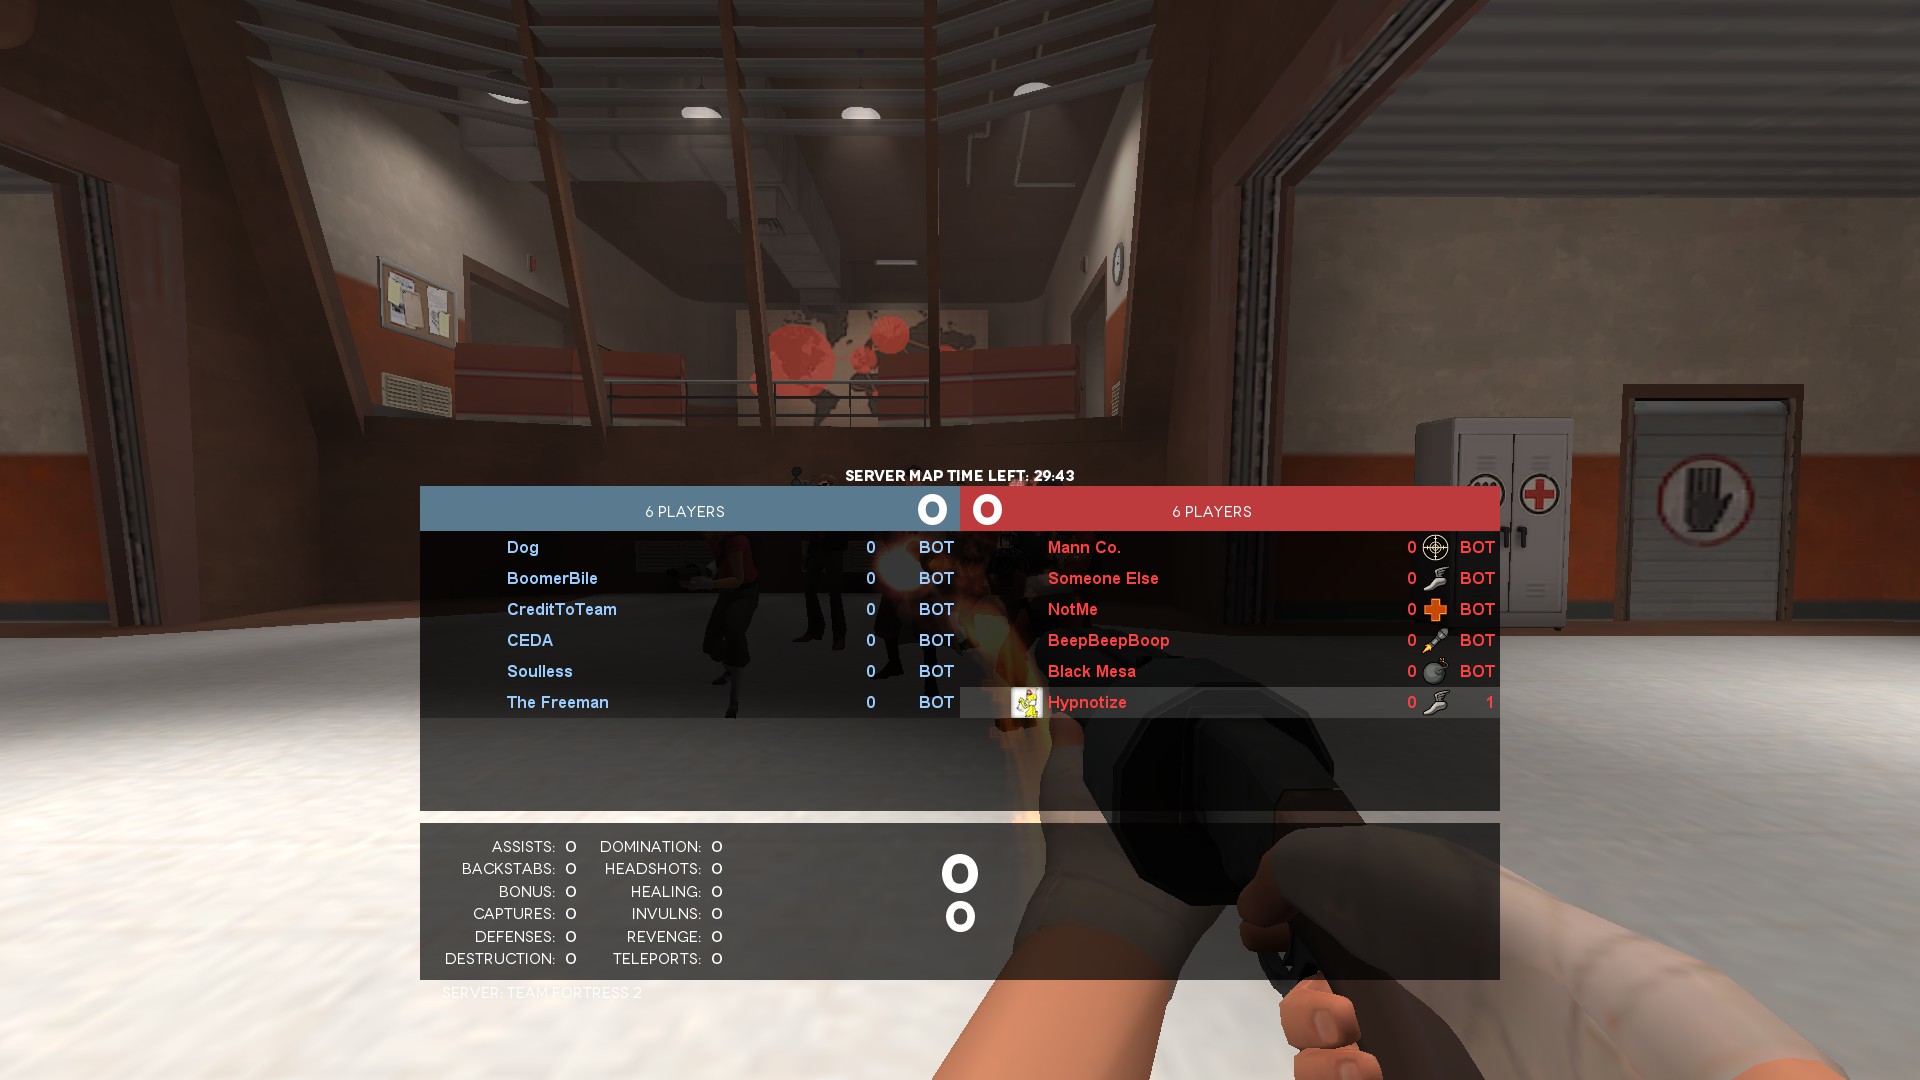 SERVER MAP TIME LEFT: 29:43
6 PLAYERS 0 0 6 PLAYERS
Dog 0 BOT
BoomerBile 0 BOT
CreditToTeam 0 BOT
CEDA 0 BOT
Soulless 0 BOT
The Freeman 0 BOT
Mann Co. 0 BOT
Someone Else 0 BOT
NotMe 0 BOT
BeepBeepBoop 0 BOT
Black Mesa 0 BOT
Hypnotize 0 1
ASSISTS: 0 DOMINATION: 0
BACKSTABS: 0 HEADSHOTS: 0
BONUS: 0 HEALING: 0
CAPTURES: 0 INVULNS: 0
DEFENSES: 0 REVENGE: 0
DESTRUCTION: 0 TELEPORTS: 0
0
0
SERVER: TEAM FORTRESS 2